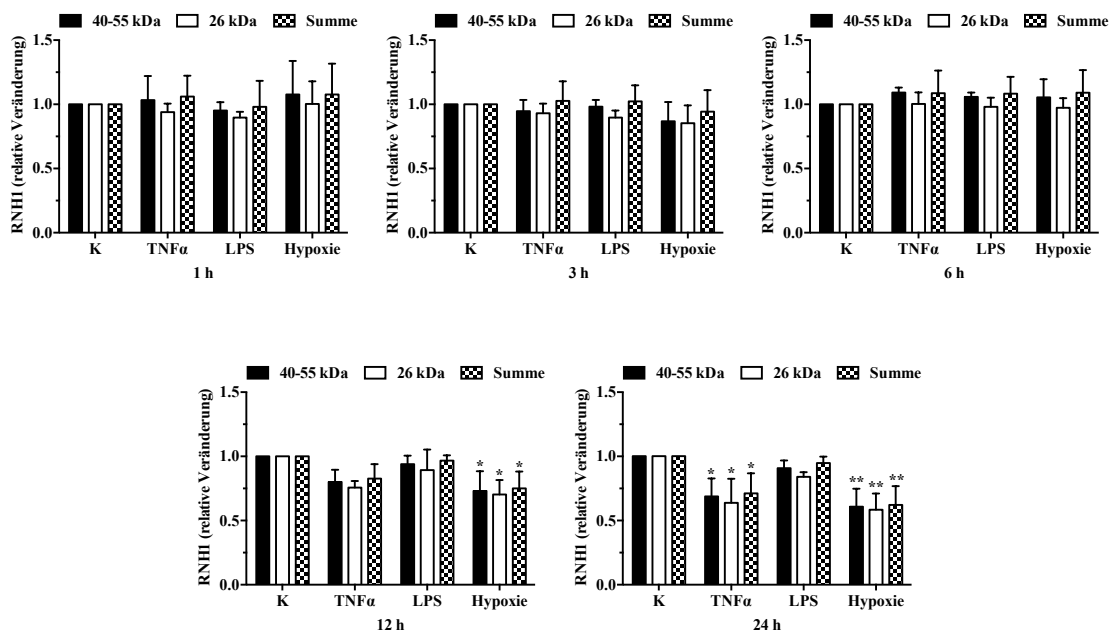 40-55 kDa 26 kDa Summe
RNH1 (relative Veränderung)
1.5
1.0
0.5
0.0
K TNFα LPS Hypoxie
1 h
40-55 kDa 26 kDa Summe
RNH1 (relative Veränderung)
1.5
1.0
0.5
0.0
K TNFα LPS Hypoxie
3 h
40-55 kDa 26 kDa Summe
RNH1 (relative Veränderung)
1.5
1.0
0.5
0.0
K TNFα LPS Hypoxie
6 h
40-55 kDa 26 kDa Summe
RNH1 (relative Veränderung)
1.5
1.0
0.5
0.0
* * *
K TNFα LPS Hypoxie
12 h
40-55 kDa 26 kDa Summe
RNH1 (relative Veränderung)
1.5
1.0
0.5
0.0
* * * ** ** **
K TNFα LPS Hypoxie
24 h